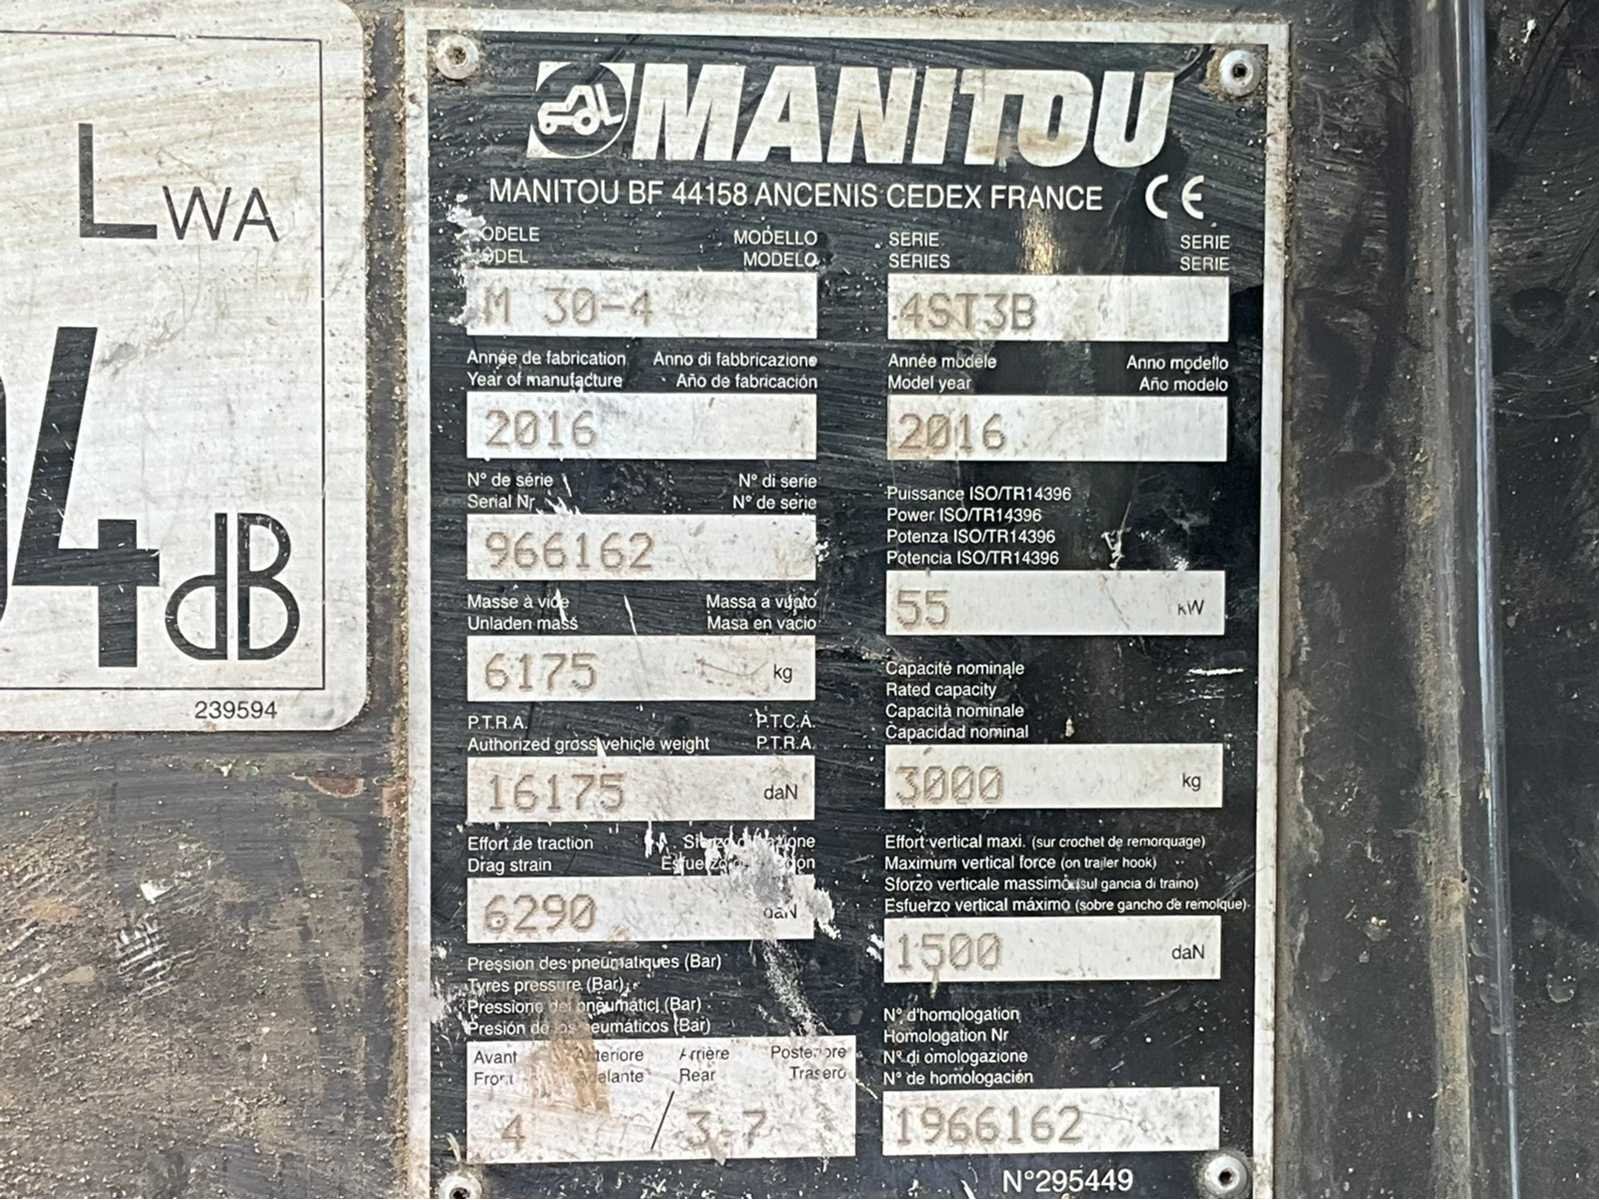 LWA
4dB
239594
MANITOU
MANITOU BF 44158 ANCENIS CEDEX FRANCE CE
MODELLO
MODELO
M 30-4
SERIE SERIE
SERIES SERIE
4ST3B
Année de fabrication Anno di fabbricazione
Year of manufacture Año de fabricación
2016
Année modèle Anno modello
Model year Año modelo
2016
N° de série N° di serie
Serial Nr N° de serie
966162
Puissance ISO/TR14396
Power ISO/TR14396
Potenza ISO/TR14396
Potencia ISO/TR14396
55 kW
Masse à vide Massa a vuoto
Unladen mass Masa en vacio
6175 kg
Capacité nominale
Rated capacity
Capacità nominale
Capacidad nominal
3000 kg
P.T.R.A. P.T.C.A.
Authorized gross vehicle weight P.T.R.A.
16175 daN
Effort de traction
Drag strain
6290 daN
Effort vertical maxi. (sur crochet de remorquage)
Maximum vertical force (on trailer hook)
Sforzo verticale massimo (sul gancia di traino)
Esfuerzo vertical máximo (sobre gancho de remolque)
1500 daN
Pression des pneumatiques (Bar)
Tyres pressure (Bar)
Pressione dei pneumatici (Bar)
Presión de los neumáticos (Bar)
Avant Anteriore Arrière Posteriore
Front Delante Rear Trasero
4 / 3.7
N° d'homologation
Homologation Nr
N° di omologazione
N° de homologación
1966162
N°295449